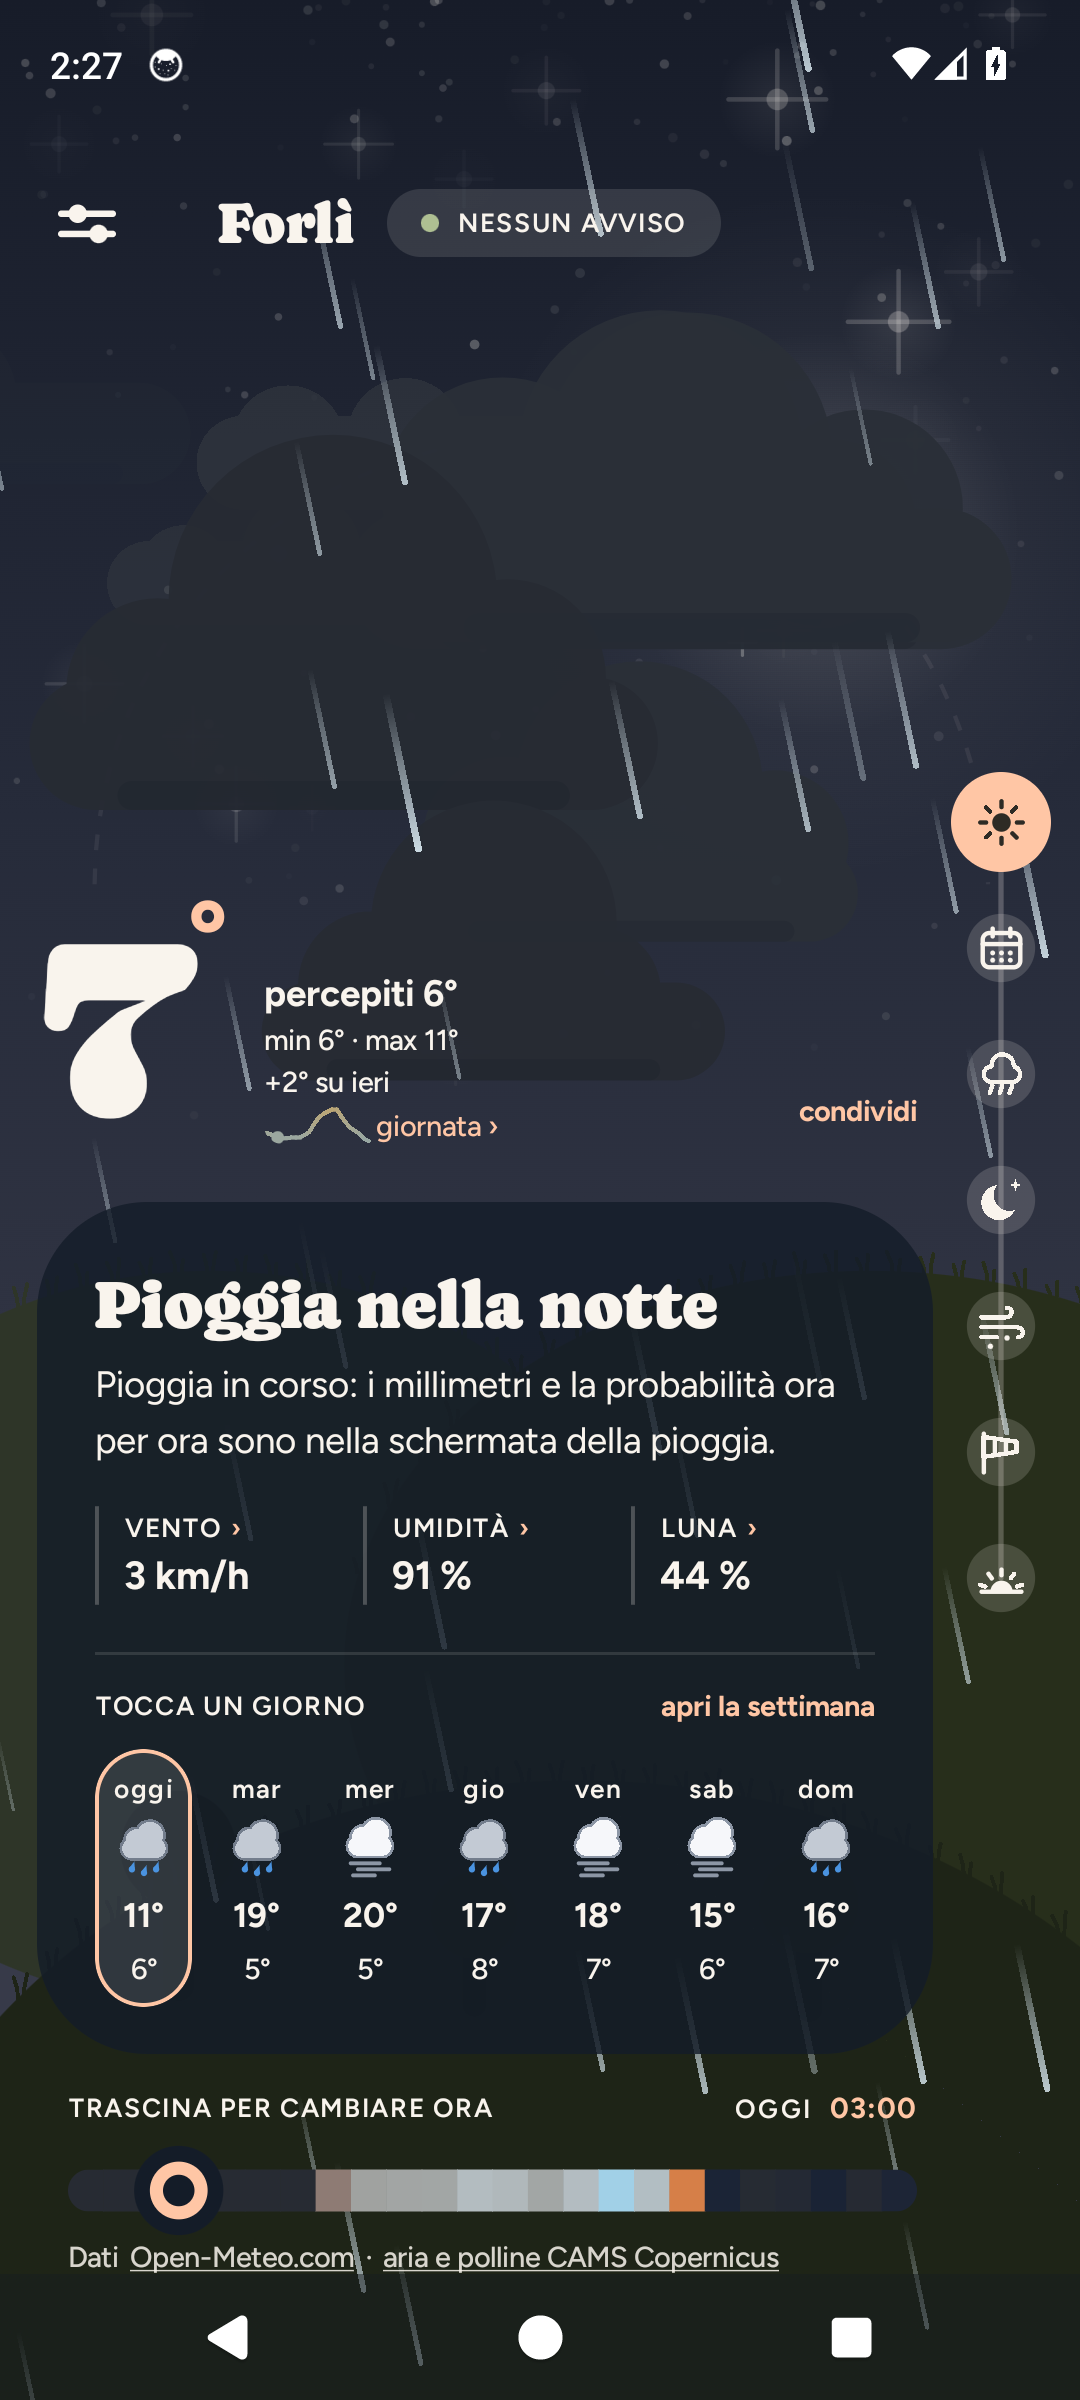 2:27
Forlì
NESSUN AVVISO
7°
percepiti 6°
min 6° · max 11°
+2° su ieri
giornata ›
condividi
Pioggia nella notte
Pioggia in corso: i millimetri e la probabilità ora
per ora sono nella schermata della pioggia.
VENTO › UMIDITÀ › LUNA ›
3 km/h 91 % 44 %
TOCCA UN GIORNO apri la settimana
oggi mar mer gio ven sab dom
11° 19° 20° 17° 18° 15° 16°
6° 5° 5° 8° 7° 6° 7°
TRASCINA PER CAMBIARE ORA OGGI 03:00
Dati Open-Meteo.com · aria e polline CAMS Copernicus